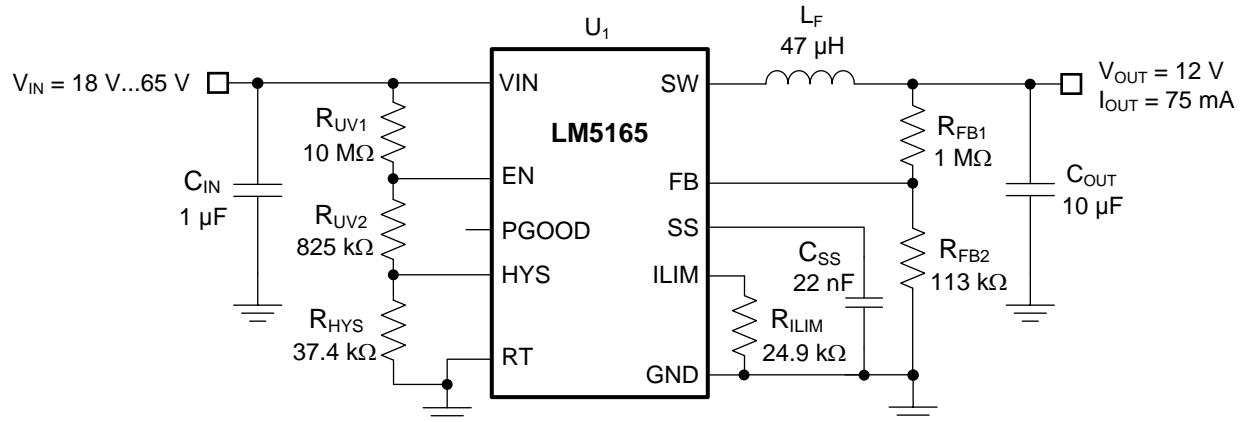 U1
LF
47 µH
VIN = 18 V...65 V
VIN
SW
VOUT = 12 V
IOUT = 75 mA
LM5165
RUV1
10 MΩ
RFB1
1 MΩ
EN
FB
CIN
1 µF
COUT
10 µF
RUV2
825 kΩ
PGOOD
SS
CSS
22 nF
RFB2
113 kΩ
HYS
ILIM
RHYS
37.4 kΩ
RILIM
24.9 kΩ
RT
GND